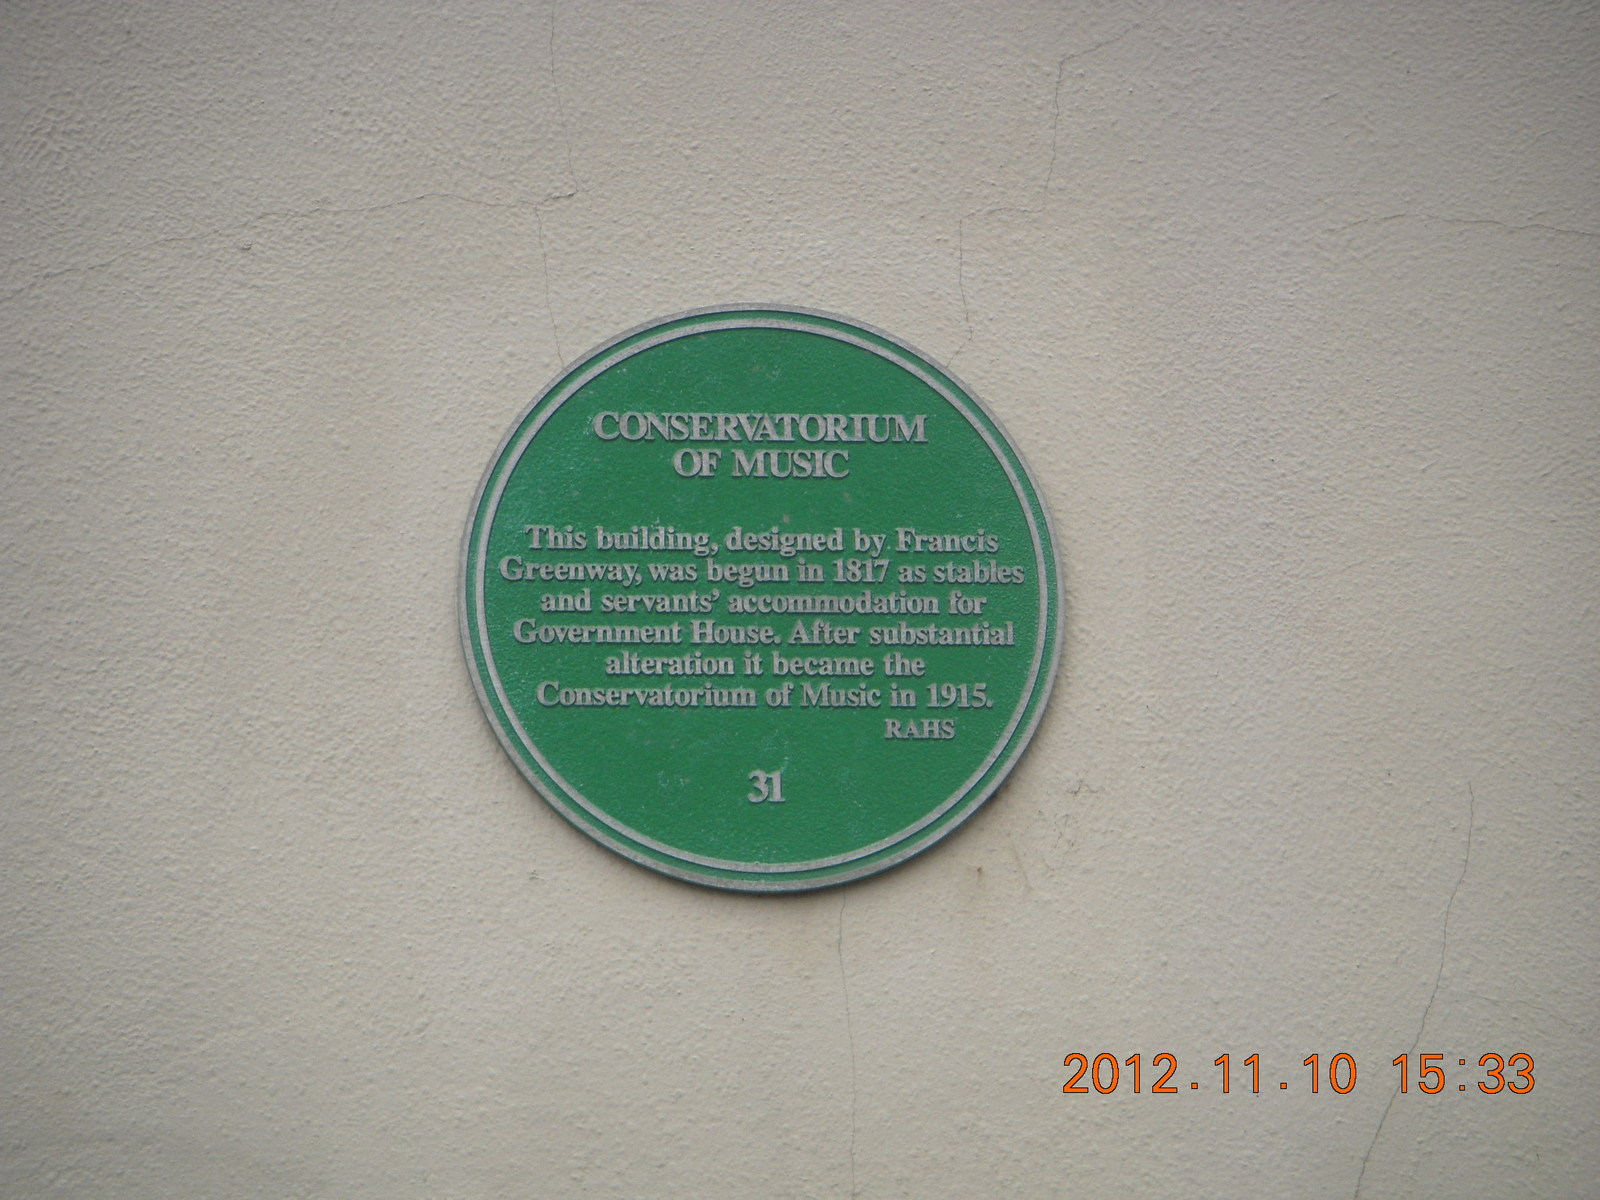 CONSERVATORIUM
OF MUSIC
This building, designed by Francis
Greenway, was begun in 1817 as stables
and servants' accommodation for
Government House. After substantial
alteration it became the
Conservatorium of Music in 1915.
RAHS
31
2012.11.10 15:33